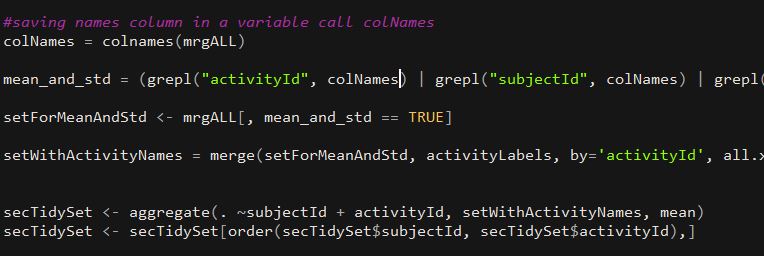 #saving names column in a variable call colNames
colNames = colnames(mrgALL)
mean_and_std = (grepl("activityId", colNames) | grepl("subjectId", colNames) | grepl(
setForMeanAndStd <- mrgALL[, mean_and_std == TRUE]
setWithActivityNames = merge(setForMeanAndStd, activityLabels, by='activityId', all.x
secTidySet <- aggregate(. ~subjectId + activityId, setWithActivityNames, mean)
secTidySet <- secTidySet[order(secTidySet$subjectId, secTidySet$activityId),]